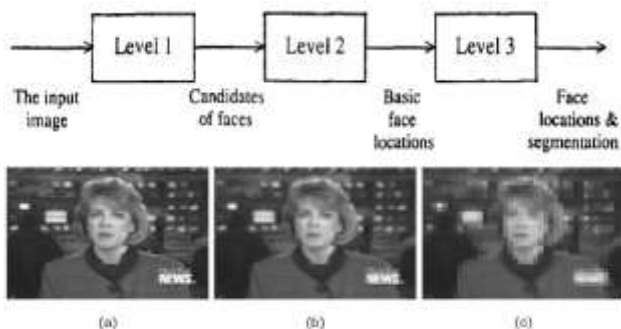 Level 1
Level 2
Level 3
The input
image
Candidates
of faces
Basic
face
locations
Face
locations &
segmentation
NEWS.
NEWS.
(a)
(b)
(c)